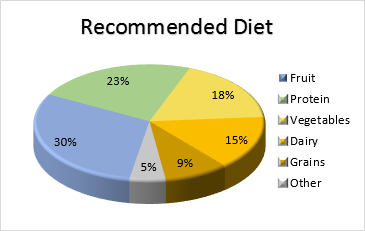 Recommended Diet
23%
18%
15%
9%
5%
30%
Fruit
Protein
Vegetables
Dairy
Grains
Other